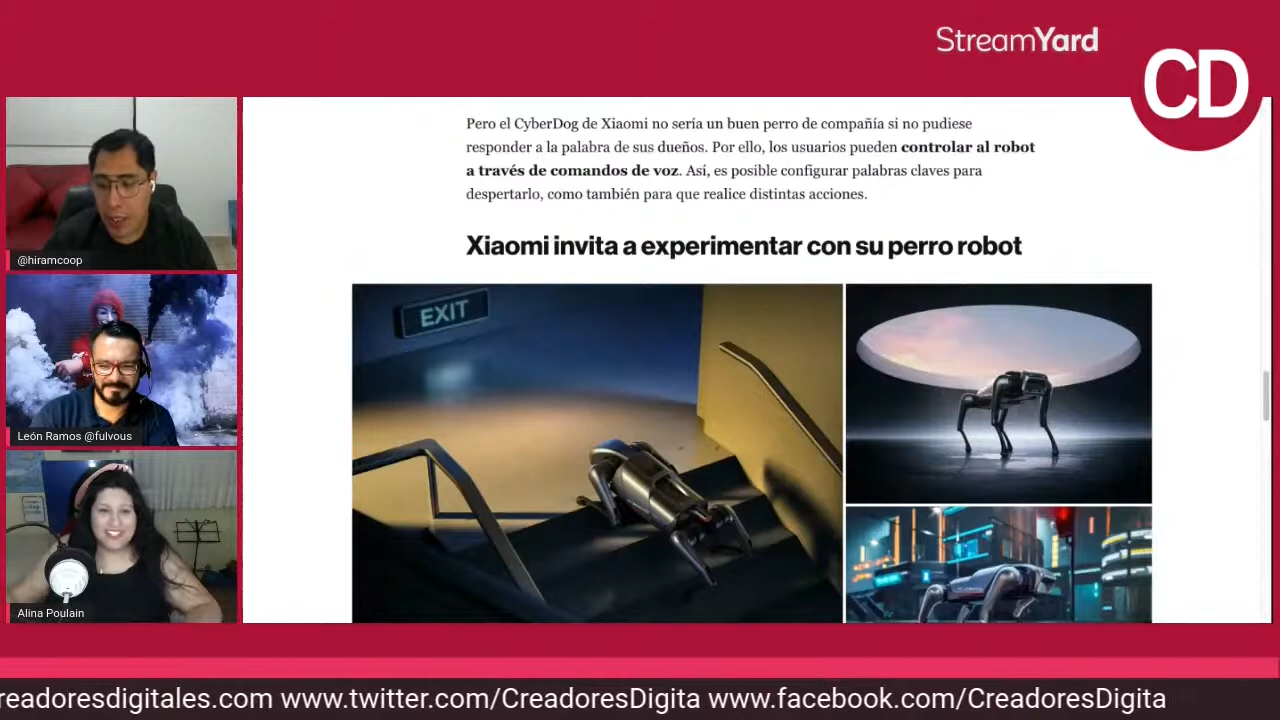 StreamYard
CD
Pero el CyberDog de Xiaomi no sería un buen perro de compañía si no pudiese
responder a la palabra de sus dueños. Por ello, los usuarios pueden controlar al robot
a través de comandos de voz. Así, es posible configurar palabras claves para
despertarlo, como también para que realice distintas acciones.
Xiaomi invita a experimentar con su perro robot
EXIT
@hiramcoop
León Ramos @fulvous
Alina Poulain
readoresdigitales.com www.twitter.com/CreadoresDigita www.facebook.com/CreadoresDigita